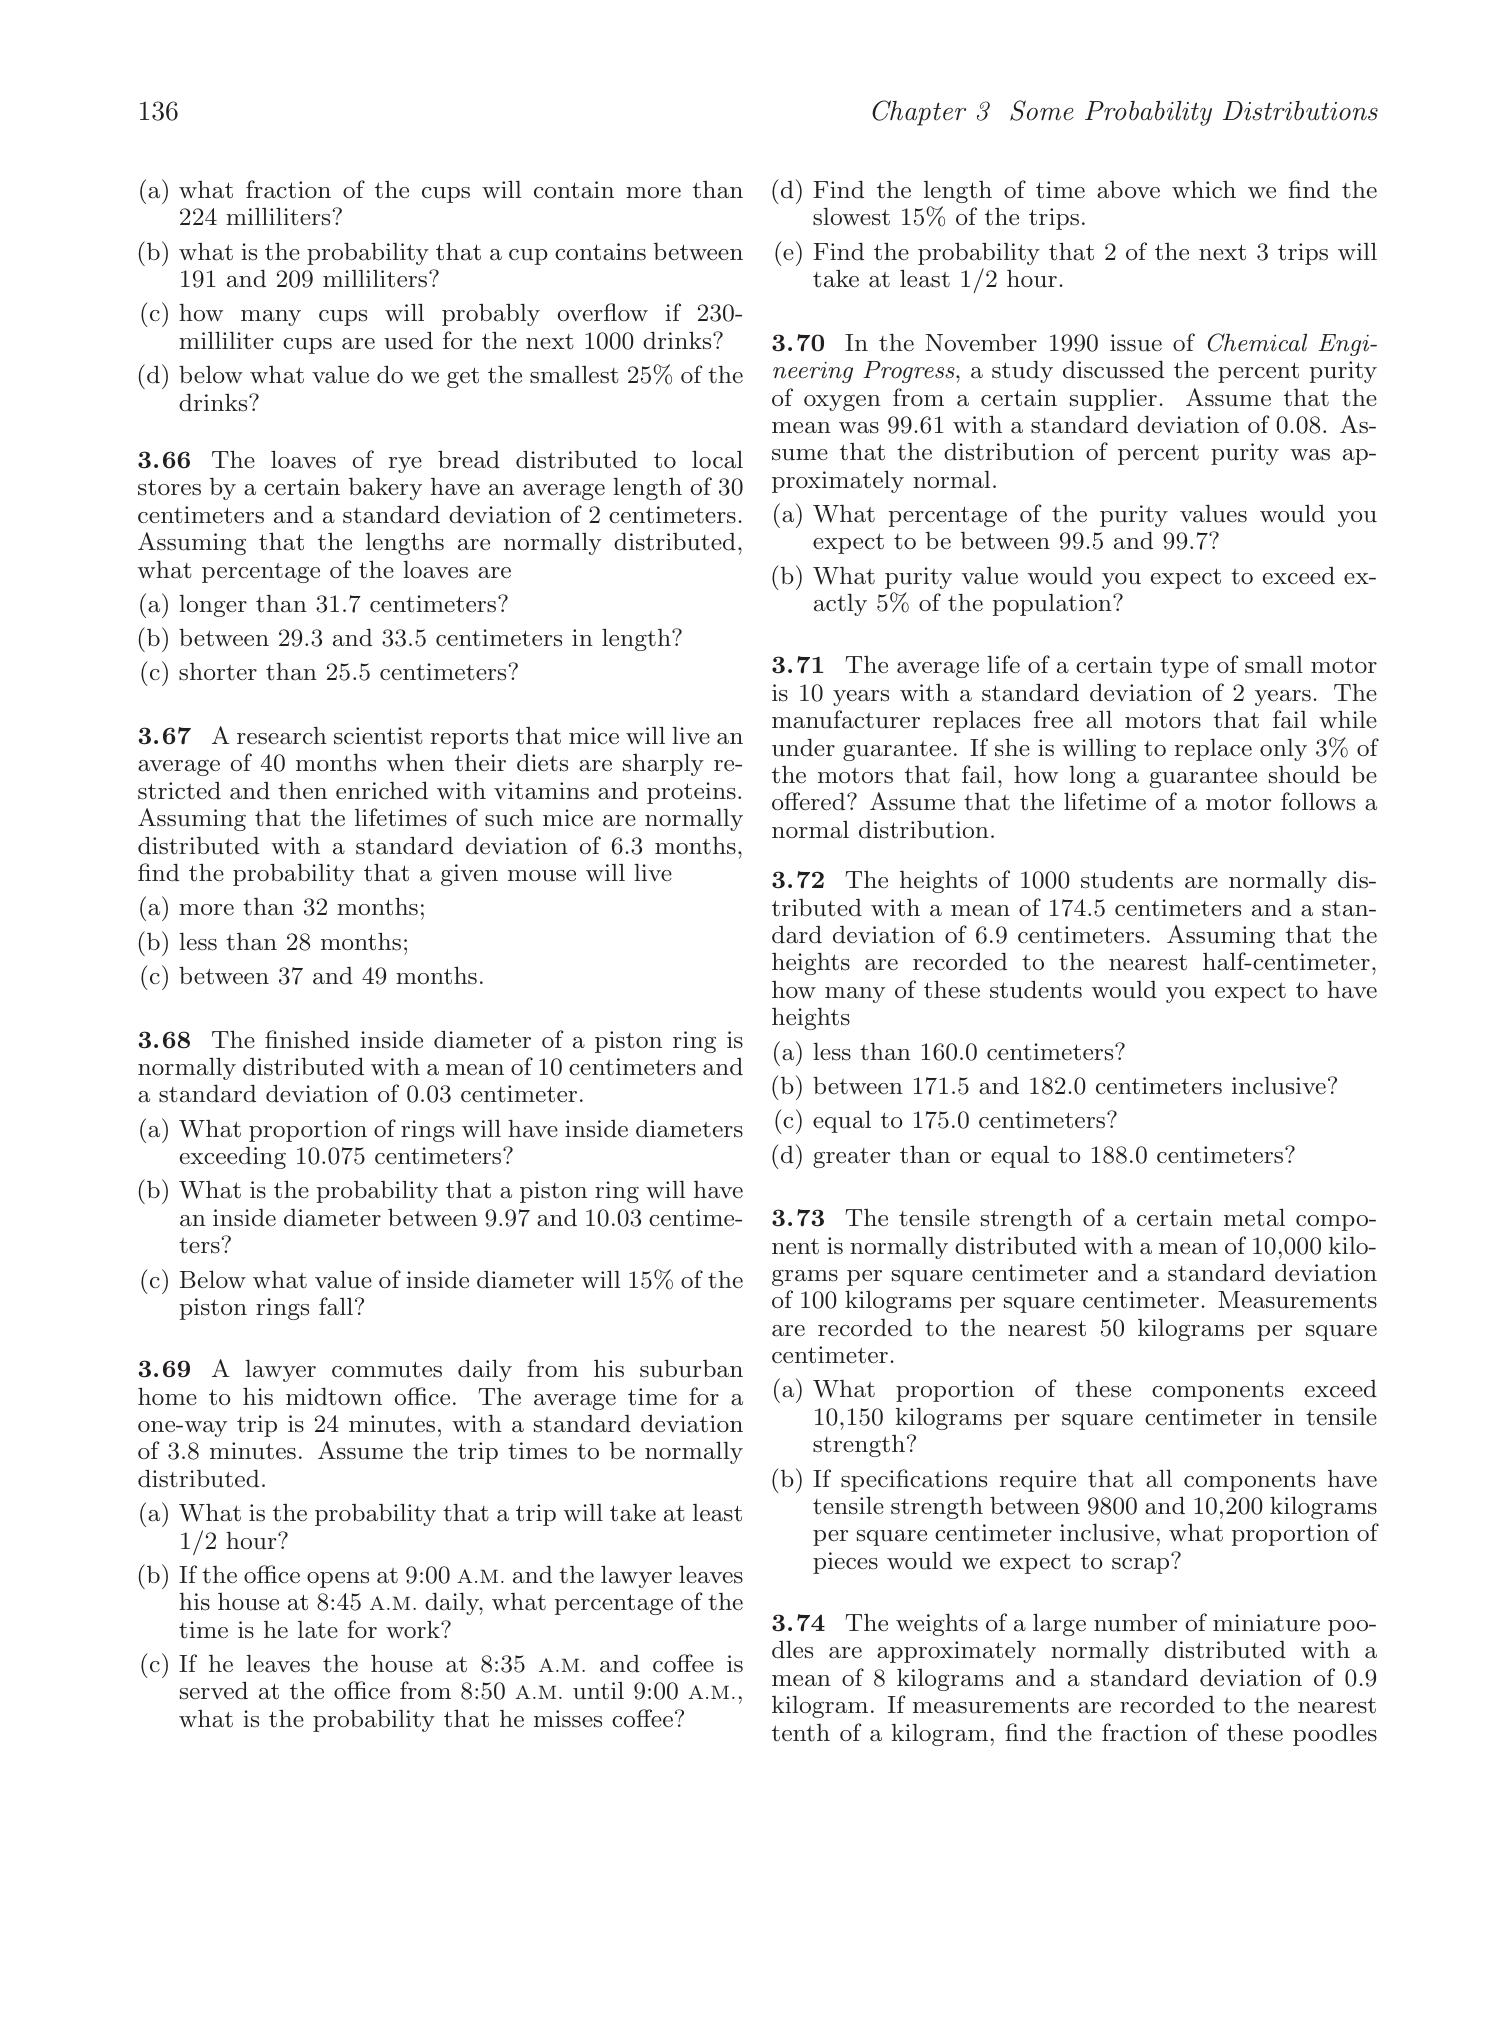 136
Chapter 3 Some Probability Distributions
(a) what fraction of the cups will contain more than
224 milliliters?
(b) what is the probability that a cup contains between
191 and 209 milliliters?
(c) how many cups will probably overflow if 230-
milliliter cups are used for the next 1000 drinks?
(d) below what value do we get the smallest 25% of the
drinks?
3.66 The loaves of rye bread distributed to local
stores by a certain bakery have an average length of 30
centimeters and a standard deviation of 2 centimeters.
Assuming that the lengths are normally distributed,
what percentage of the loaves are
(a) longer than 31.7 centimeters?
(b) between 29.3 and 33.5 centimeters in length?
(c) shorter than 25.5 centimeters?
3.67 A research scientist reports that mice will live an
average of 40 months when their diets are sharply re-
stricted and then enriched with vitamins and proteins.
Assuming that the lifetimes of such mice are normally
distributed with a standard deviation of 6.3 months,
find the probability that a given mouse will live
(a) more than 32 months;
(b) less than 28 months;
(c) between 37 and 49 months.
3.68 The finished inside diameter of a piston ring is
normally distributed with a mean of 10 centimeters and
a standard deviation of 0.03 centimeter.
(a) What proportion of rings will have inside diameters
exceeding 10.075 centimeters?
(b) What is the probability that a piston ring will have
an inside diameter between 9.97 and 10.03 centime-
ters?
(c) Below what value of inside diameter will 15% of the
piston rings fall?
3.69 A lawyer commutes daily from his suburban
home to his midtown office. The average time for a
one-way trip is 24 minutes, with a standard deviation
of 3.8 minutes. Assume the trip times to be normally
distributed.
(a) What is the probability that a trip will take at least
1/2 hour?
(b) If the office opens at 9:00 A.M. and the lawyer leaves
his house at 8:45 A.M. daily, what percentage of the
time is he late for work?
(c) If he leaves the house at 8:35 A.M. and coffee is
served at the office from 8:50 A.M. until 9:00 A.M.,
what is the probability that he misses coffee?
(d) Find the length of time above which we find the
slowest 15% of the trips.
(e) Find the probability that 2 of the next 3 trips will
take at least 1/2 hour.
3.70 In the November 1990 issue of Chemical Engi-
neering Progress, a study discussed the percent purity
of oxygen from a certain supplier. Assume that the
mean was 99.61 with a standard deviation of 0.08. As-
sume that the distribution of percent purity was ap-
proximately normal.
(a) What percentage of the purity values would you
expect to be between 99.5 and 99.7?
(b) What purity value would you expect to exceed ex-
actly 5% of the population?
3.71 The average life of a certain type of small motor
is 10 years with a standard deviation of 2 years. The
manufacturer replaces free all motors that fail while
under guarantee. If she is willing to replace only 3% of
the motors that fail, how long a guarantee should be
offered? Assume that the lifetime of a motor follows a
normal distribution.
3.72 The heights of 1000 students are normally dis-
tributed with a mean of 174.5 centimeters and a stan-
dard deviation of 6.9 centimeters. Assuming that the
heights are recorded to the nearest half-centimeter,
how many of these students would you expect to have
heights
(a) less than 160.0 centimeters?
(b) between 171.5 and 182.0 centimeters inclusive?
(c) equal to 175.0 centimeters?
(d) greater than or equal to 188.0 centimeters?
3.73 The tensile strength of a certain metal compo-
nent is normally distributed with a mean of 10,000 kilo-
grams per square centimeter and a standard deviation
of 100 kilograms per square centimeter. Measurements
are recorded to the nearest 50 kilograms per square
centimeter.
(a) What proportion of these components exceed
10,150 kilograms per square centimeter in tensile
strength?
(b) If specifications require that all components have
tensile strength between 9800 and 10,200 kilograms
per square centimeter inclusive, what proportion of
pieces would we expect to scrap?
3.74 The weights of a large number of miniature poo-
dles are approximately normally distributed with a
mean of 8 kilograms and a standard deviation of 0.9
kilogram. If measurements are recorded to the nearest
tenth of a kilogram, find the fraction of these poodles